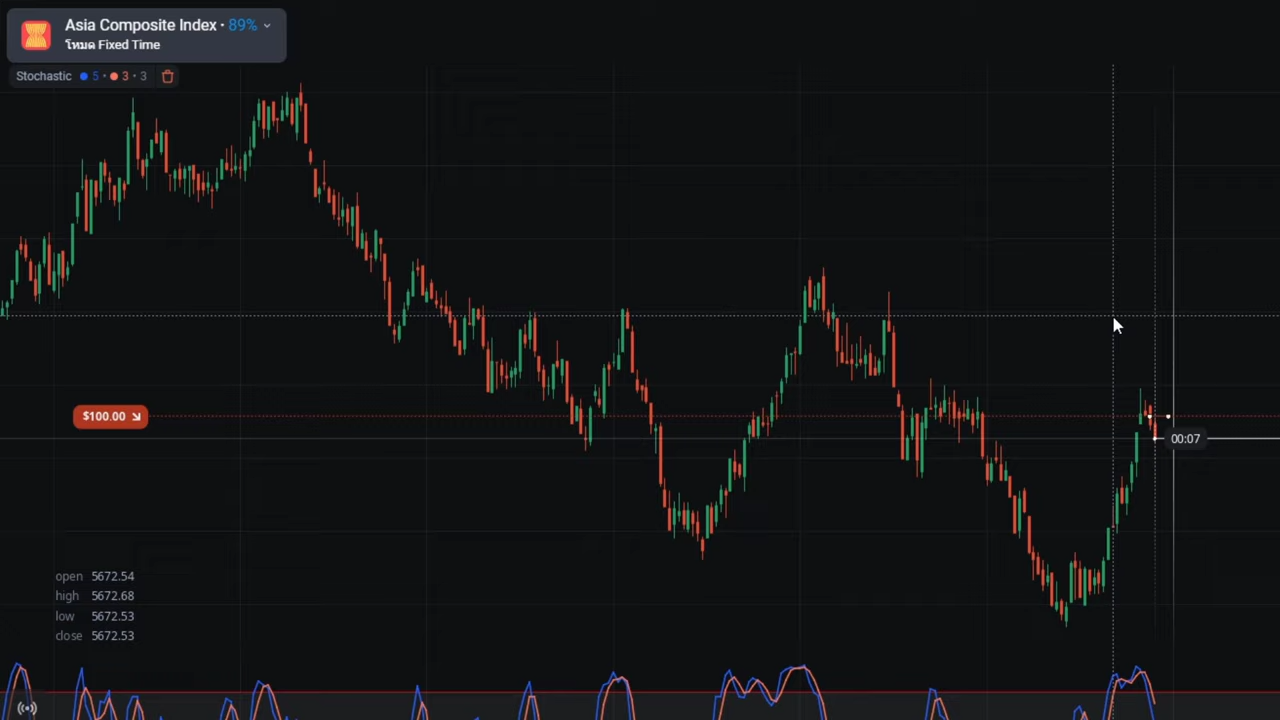 Asia Composite Index • 89%
โหมด Fixed Time
Stochastic 5 • 3 • 3
$100.00
00:07
open 5672.54
high 5672.68
low 5672.53
close 5672.53